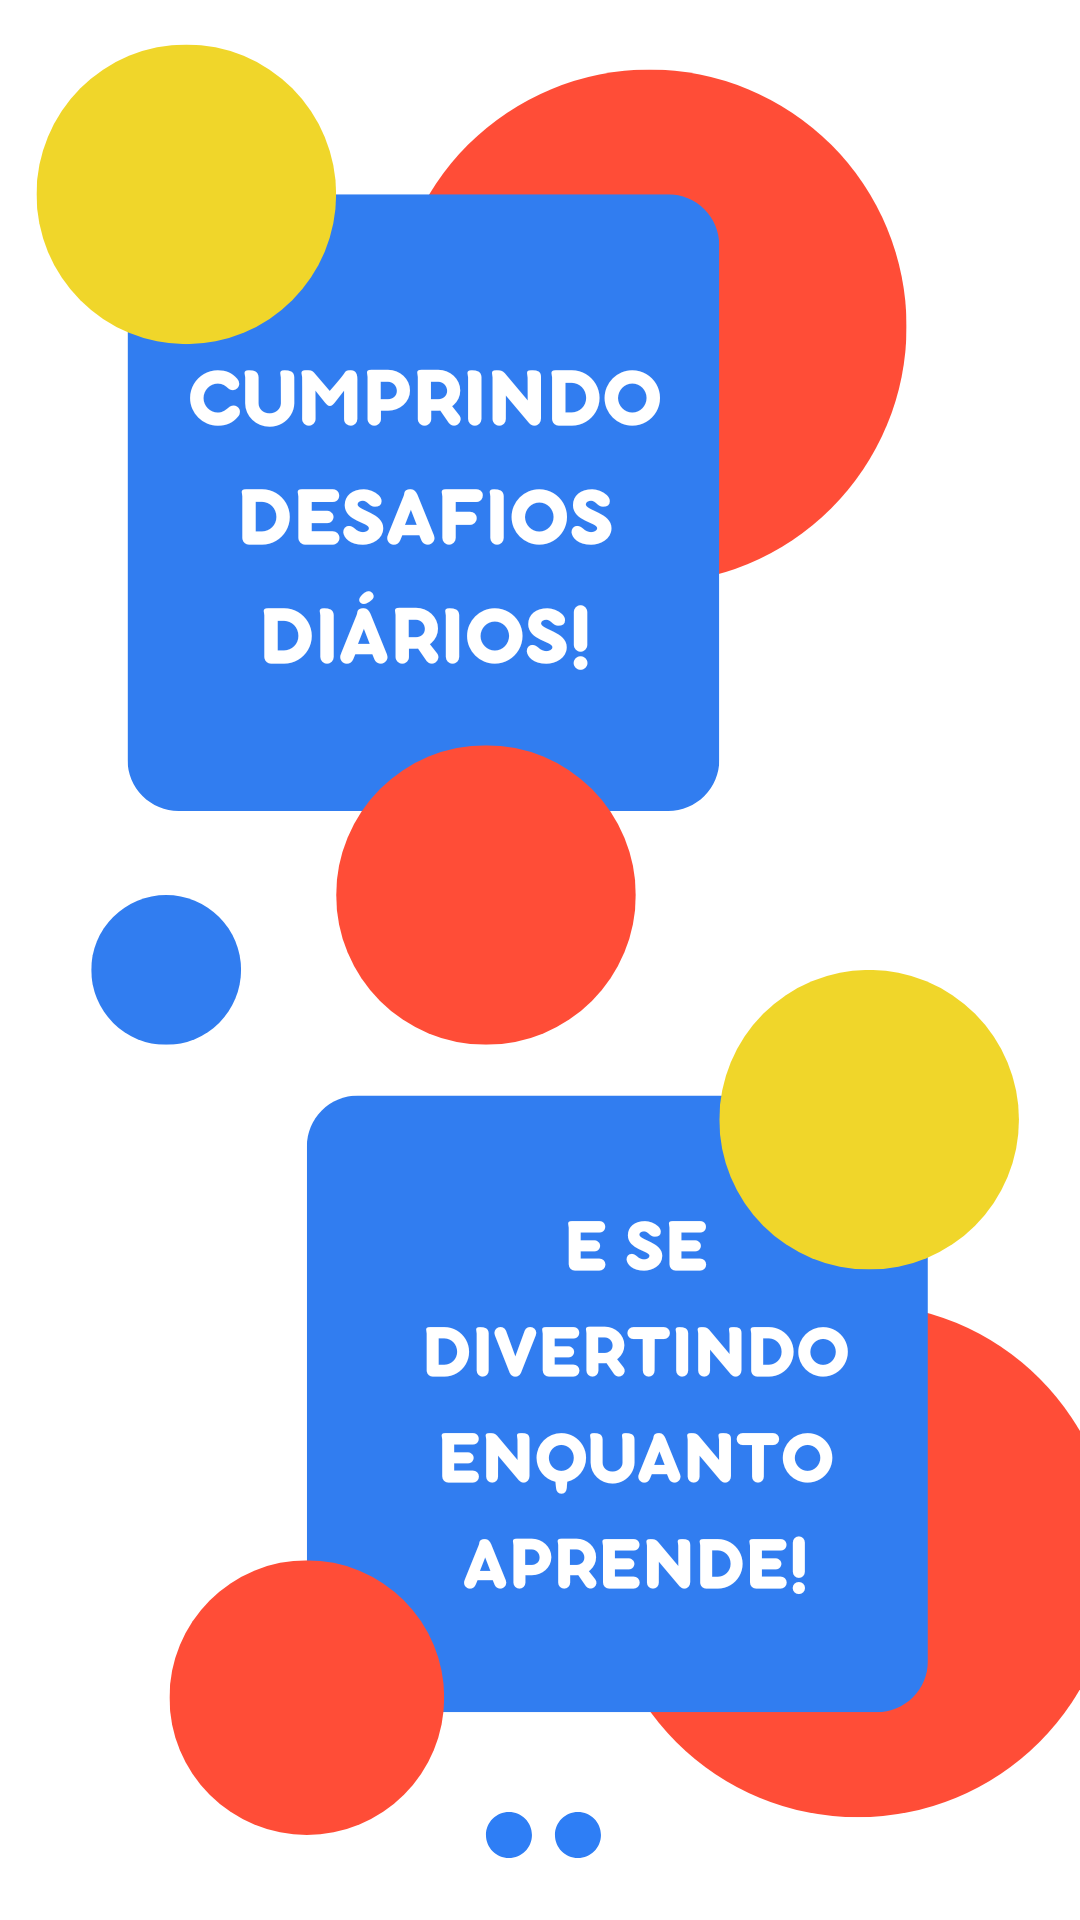 CUMPRINDO
DESAFIOS
DIÁRIOS!
E SE
DIVERTINDO
ENQUANTO
APRENDE!